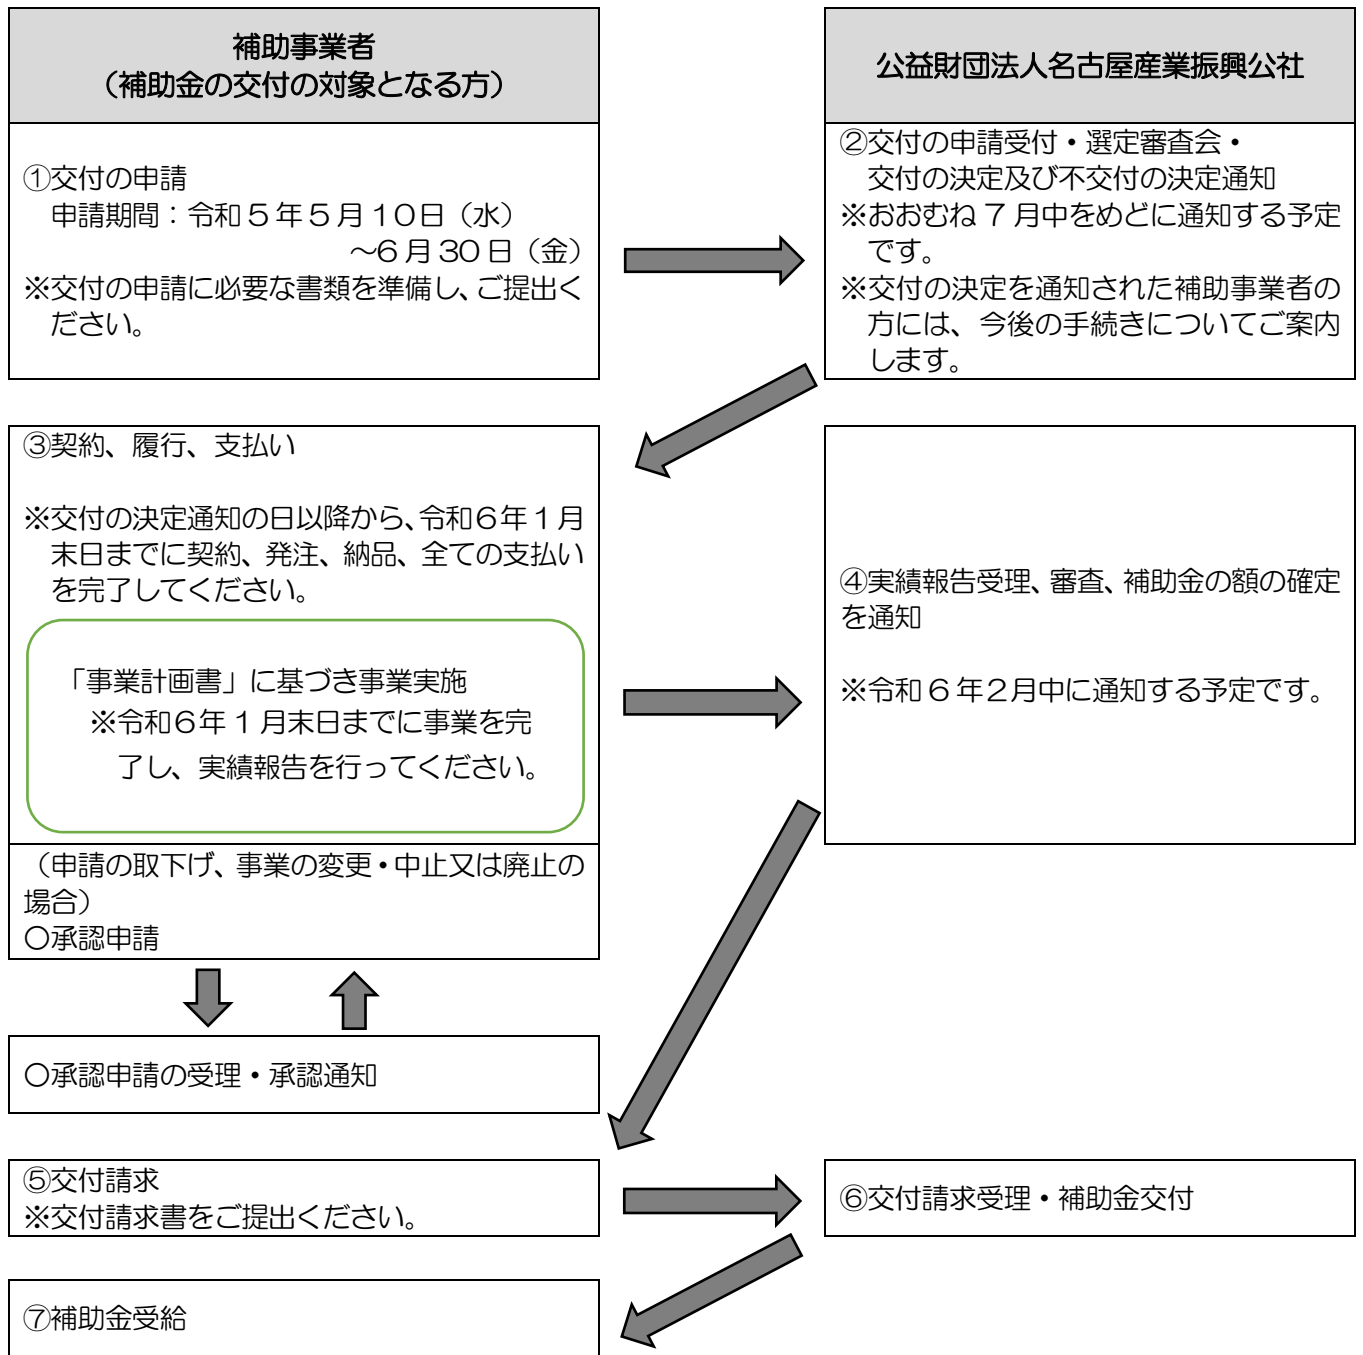 補助事業者
（補助金の交付の対象となる方）
公益財団法人名古屋産業振興公社
①交付の申請
申請期間：令和５年５月１０日（水）
～６月３０日（金）
※交付の申請に必要な書類を準備し、ご提出く
ださい。
②交付の申請受付・選定審査会・
交付の決定及び不交付の決定通知
※おおむね７月中をめどに通知する予定
です。
※交付の決定を通知された補助事業者の
方には、今後の手続きについてご案内
します。
③契約、履行、支払い
※交付の決定通知の日以降から、令和６年１月
末日までに契約、発注、納品、全ての支払い
を完了してください。
「事業計画書」に基づき事業実施
※令和６年１月末日までに事業を完
了し、実績報告を行ってください。
④実績報告受理、審査、補助金の額の確定
を通知
※令和６年２月中に通知する予定です。
（申請の取下げ、事業の変更・中止又は廃止の
場合）
〇承認申請
〇承認申請の受理・承認通知
⑤交付請求
※交付請求書をご提出ください。
⑥交付請求受理・補助金交付
⑦補助金受給